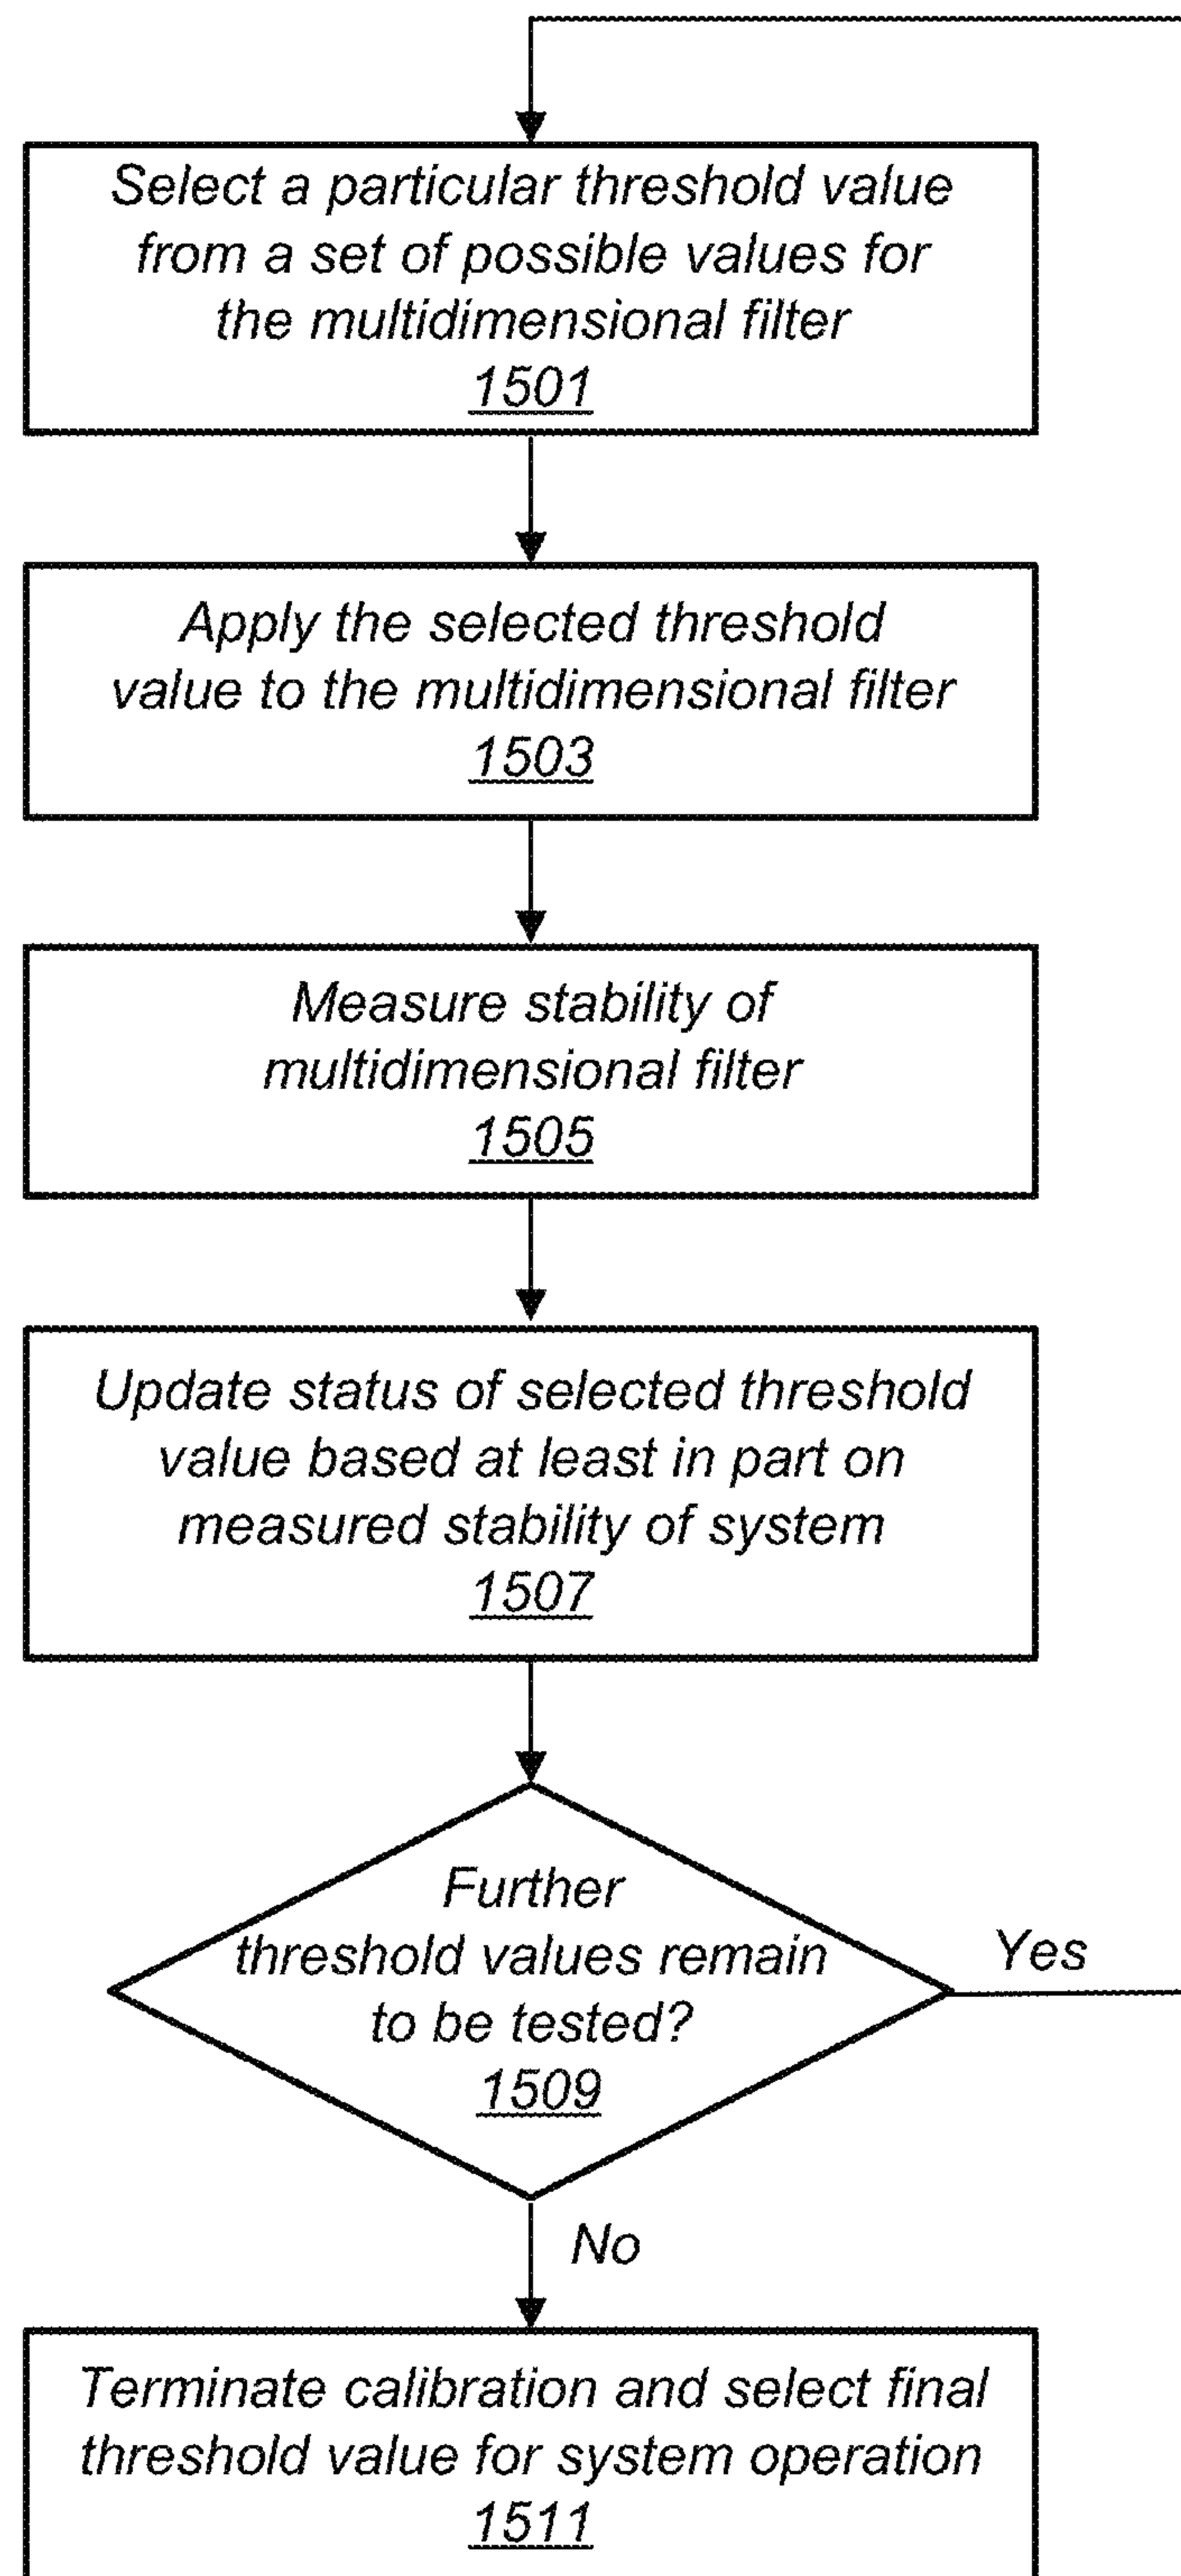 Select a particular threshold value
from a set of possible values for
the multidimensional filter
1501
Apply the selected threshold
value to the multidimensional filter
1503
Measure stability of
multidimensional filter
1505
Update status of selected threshold
value based at least in part on
measured stability of system
1507
Further
threshold values remain
to be tested?
1509
Yes
No
Terminate calibration and select final
threshold value for system operation
1511